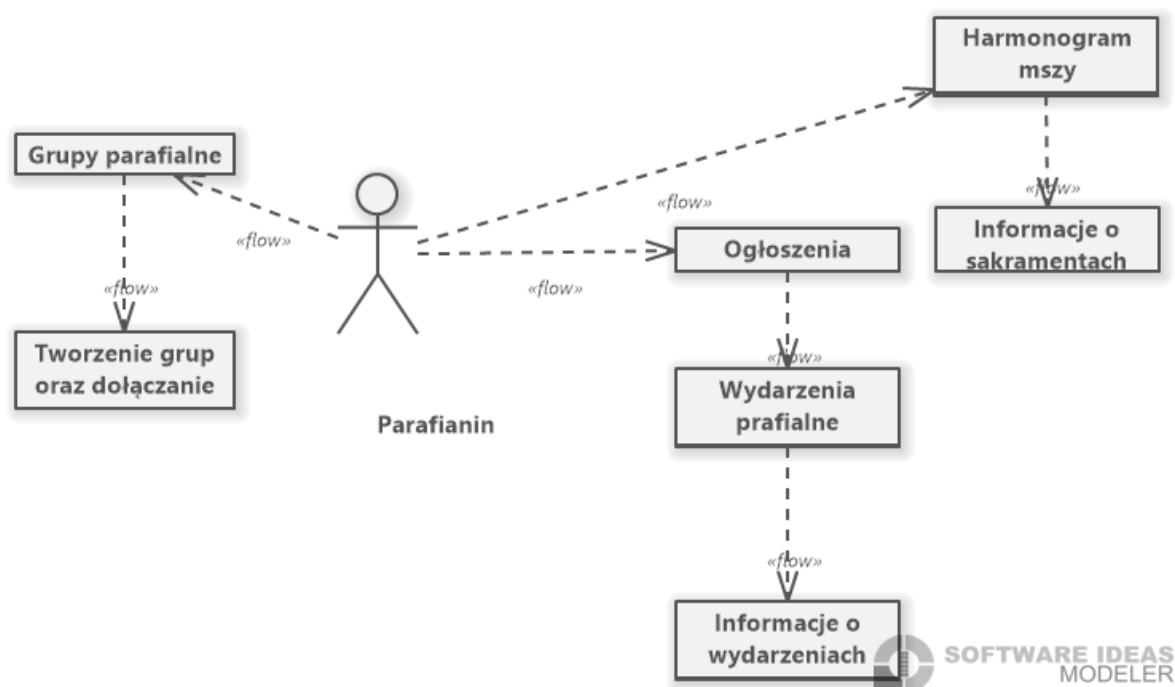 Harmonogram
mszy
Grupy parafialne
«flow»
«flow»
«flow»
Ogłoszenia
Informacje o
sakramentach
«flow»
«flow»
Tworzenie grup
oraz dołączanie
«flow»
Wydarzenia
prafialne
Parafianin
«flow»
Informacje o
wydarzeniach
SOFTWARE IDEAS
MODELER